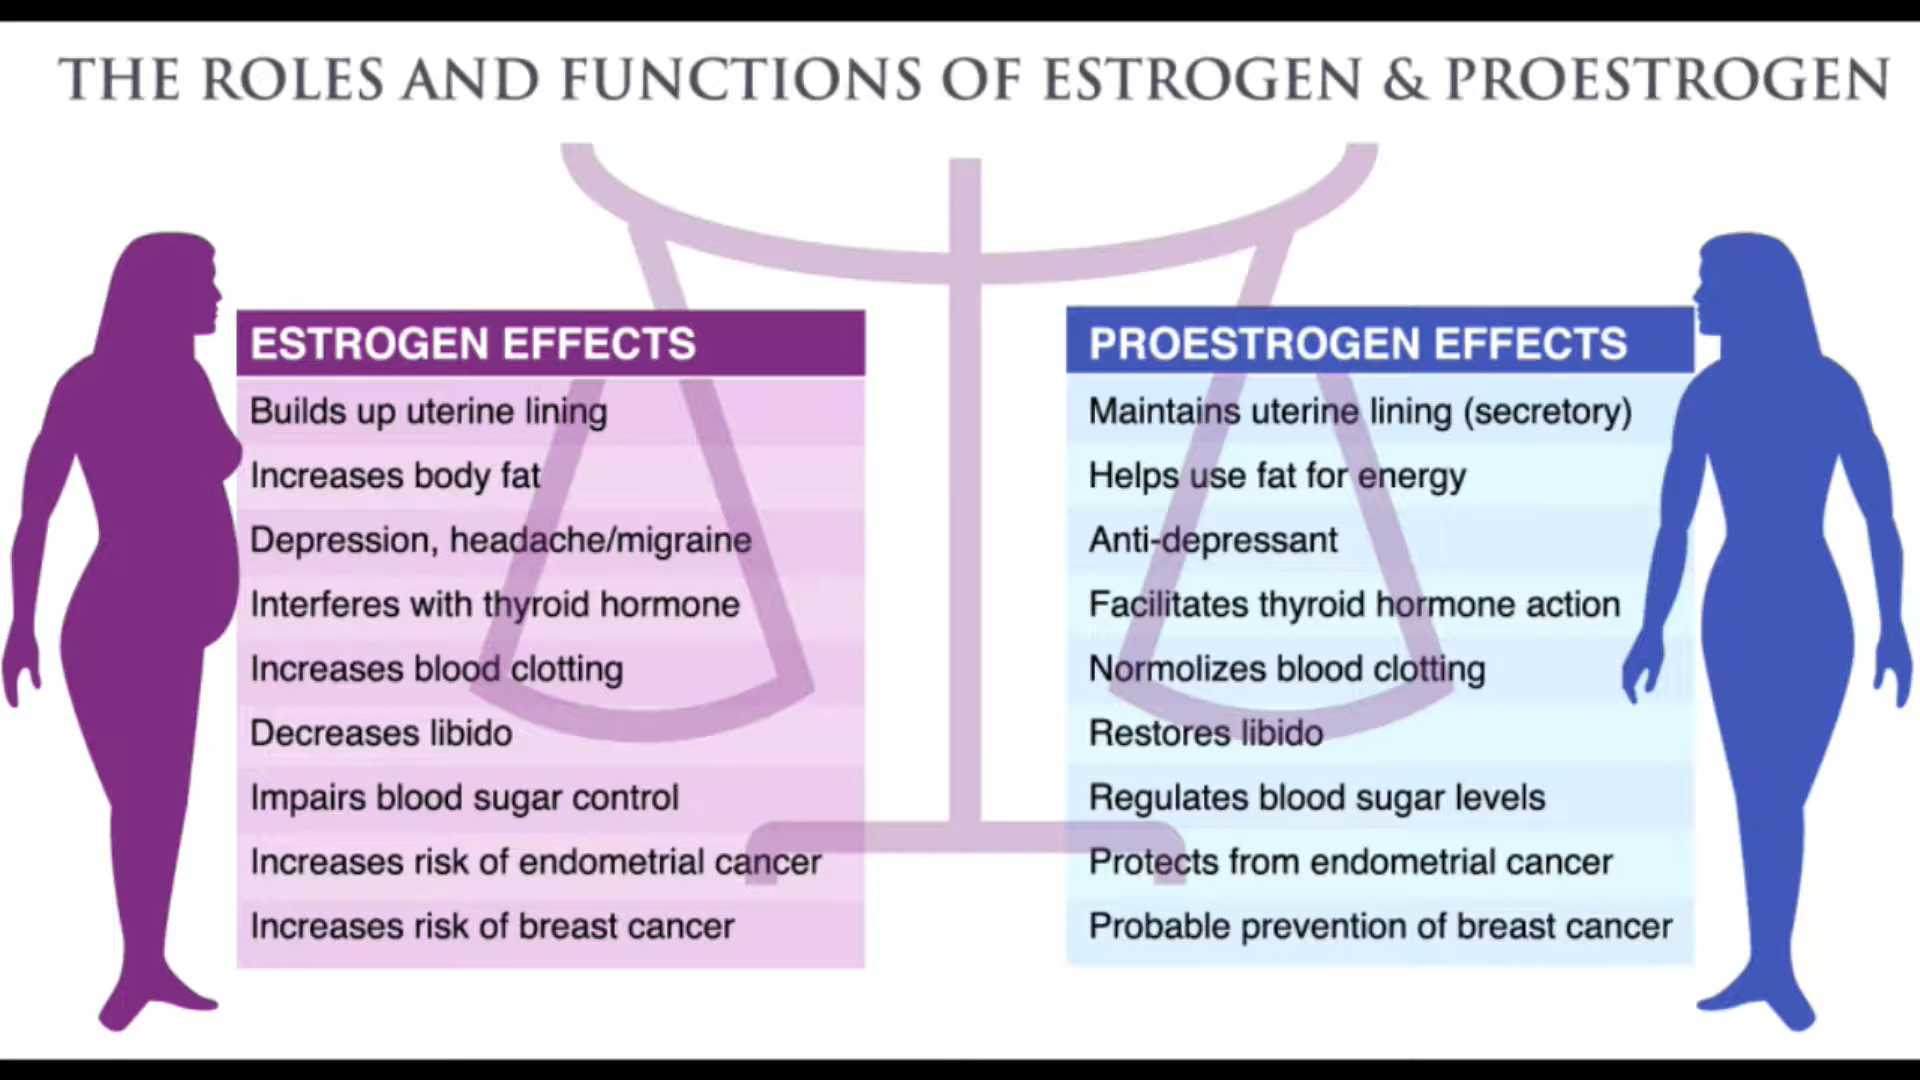 THE ROLES AND FUNCTIONS OF ESTROGEN & PROESTROGEN
ESTROGEN EFFECTS
Builds up uterine lining
Increases body fat
Depression, headache/migraine
Interferes with thyroid hormone
Increases blood clotting
Decreases libido
Impairs blood sugar control
Increases risk of endometrial cancer
Increases risk of breast cancer
PROESTROGEN EFFECTS
Maintains uterine lining (secretory)
Helps use fat for energy
Anti-depressant
Facilitates thyroid hormone action
Normolizes blood clotting
Restores libido
Regulates blood sugar levels
Protects from endometrial cancer
Probable prevention of breast cancer